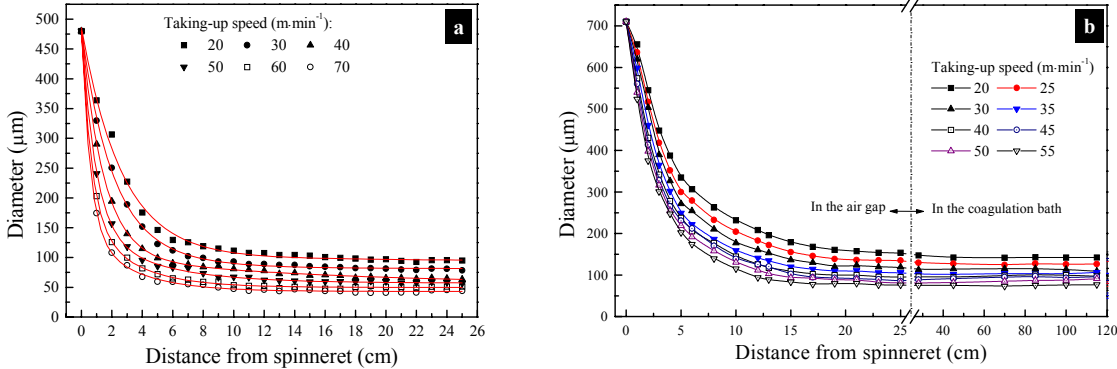 a
Taking-up speed (m·min⁻¹):
20 30 40
50 60 70
500
450
400
350
300
250
200
150
100
50
0
Diameter (μm)
0 2 4 6 8 10 12 14 16 18 20 22 24 26
Distance from spinneret (cm)
b
Taking-up speed (m·min⁻¹)
20 25
30 35
40 45
50 55
In the air gap In the coagulation bath
700
600
500
400
300
200
100
0
Diameter (μm)
0 5 10 15 20 25 40 60 80 100 120
Distance from spinneret (cm)